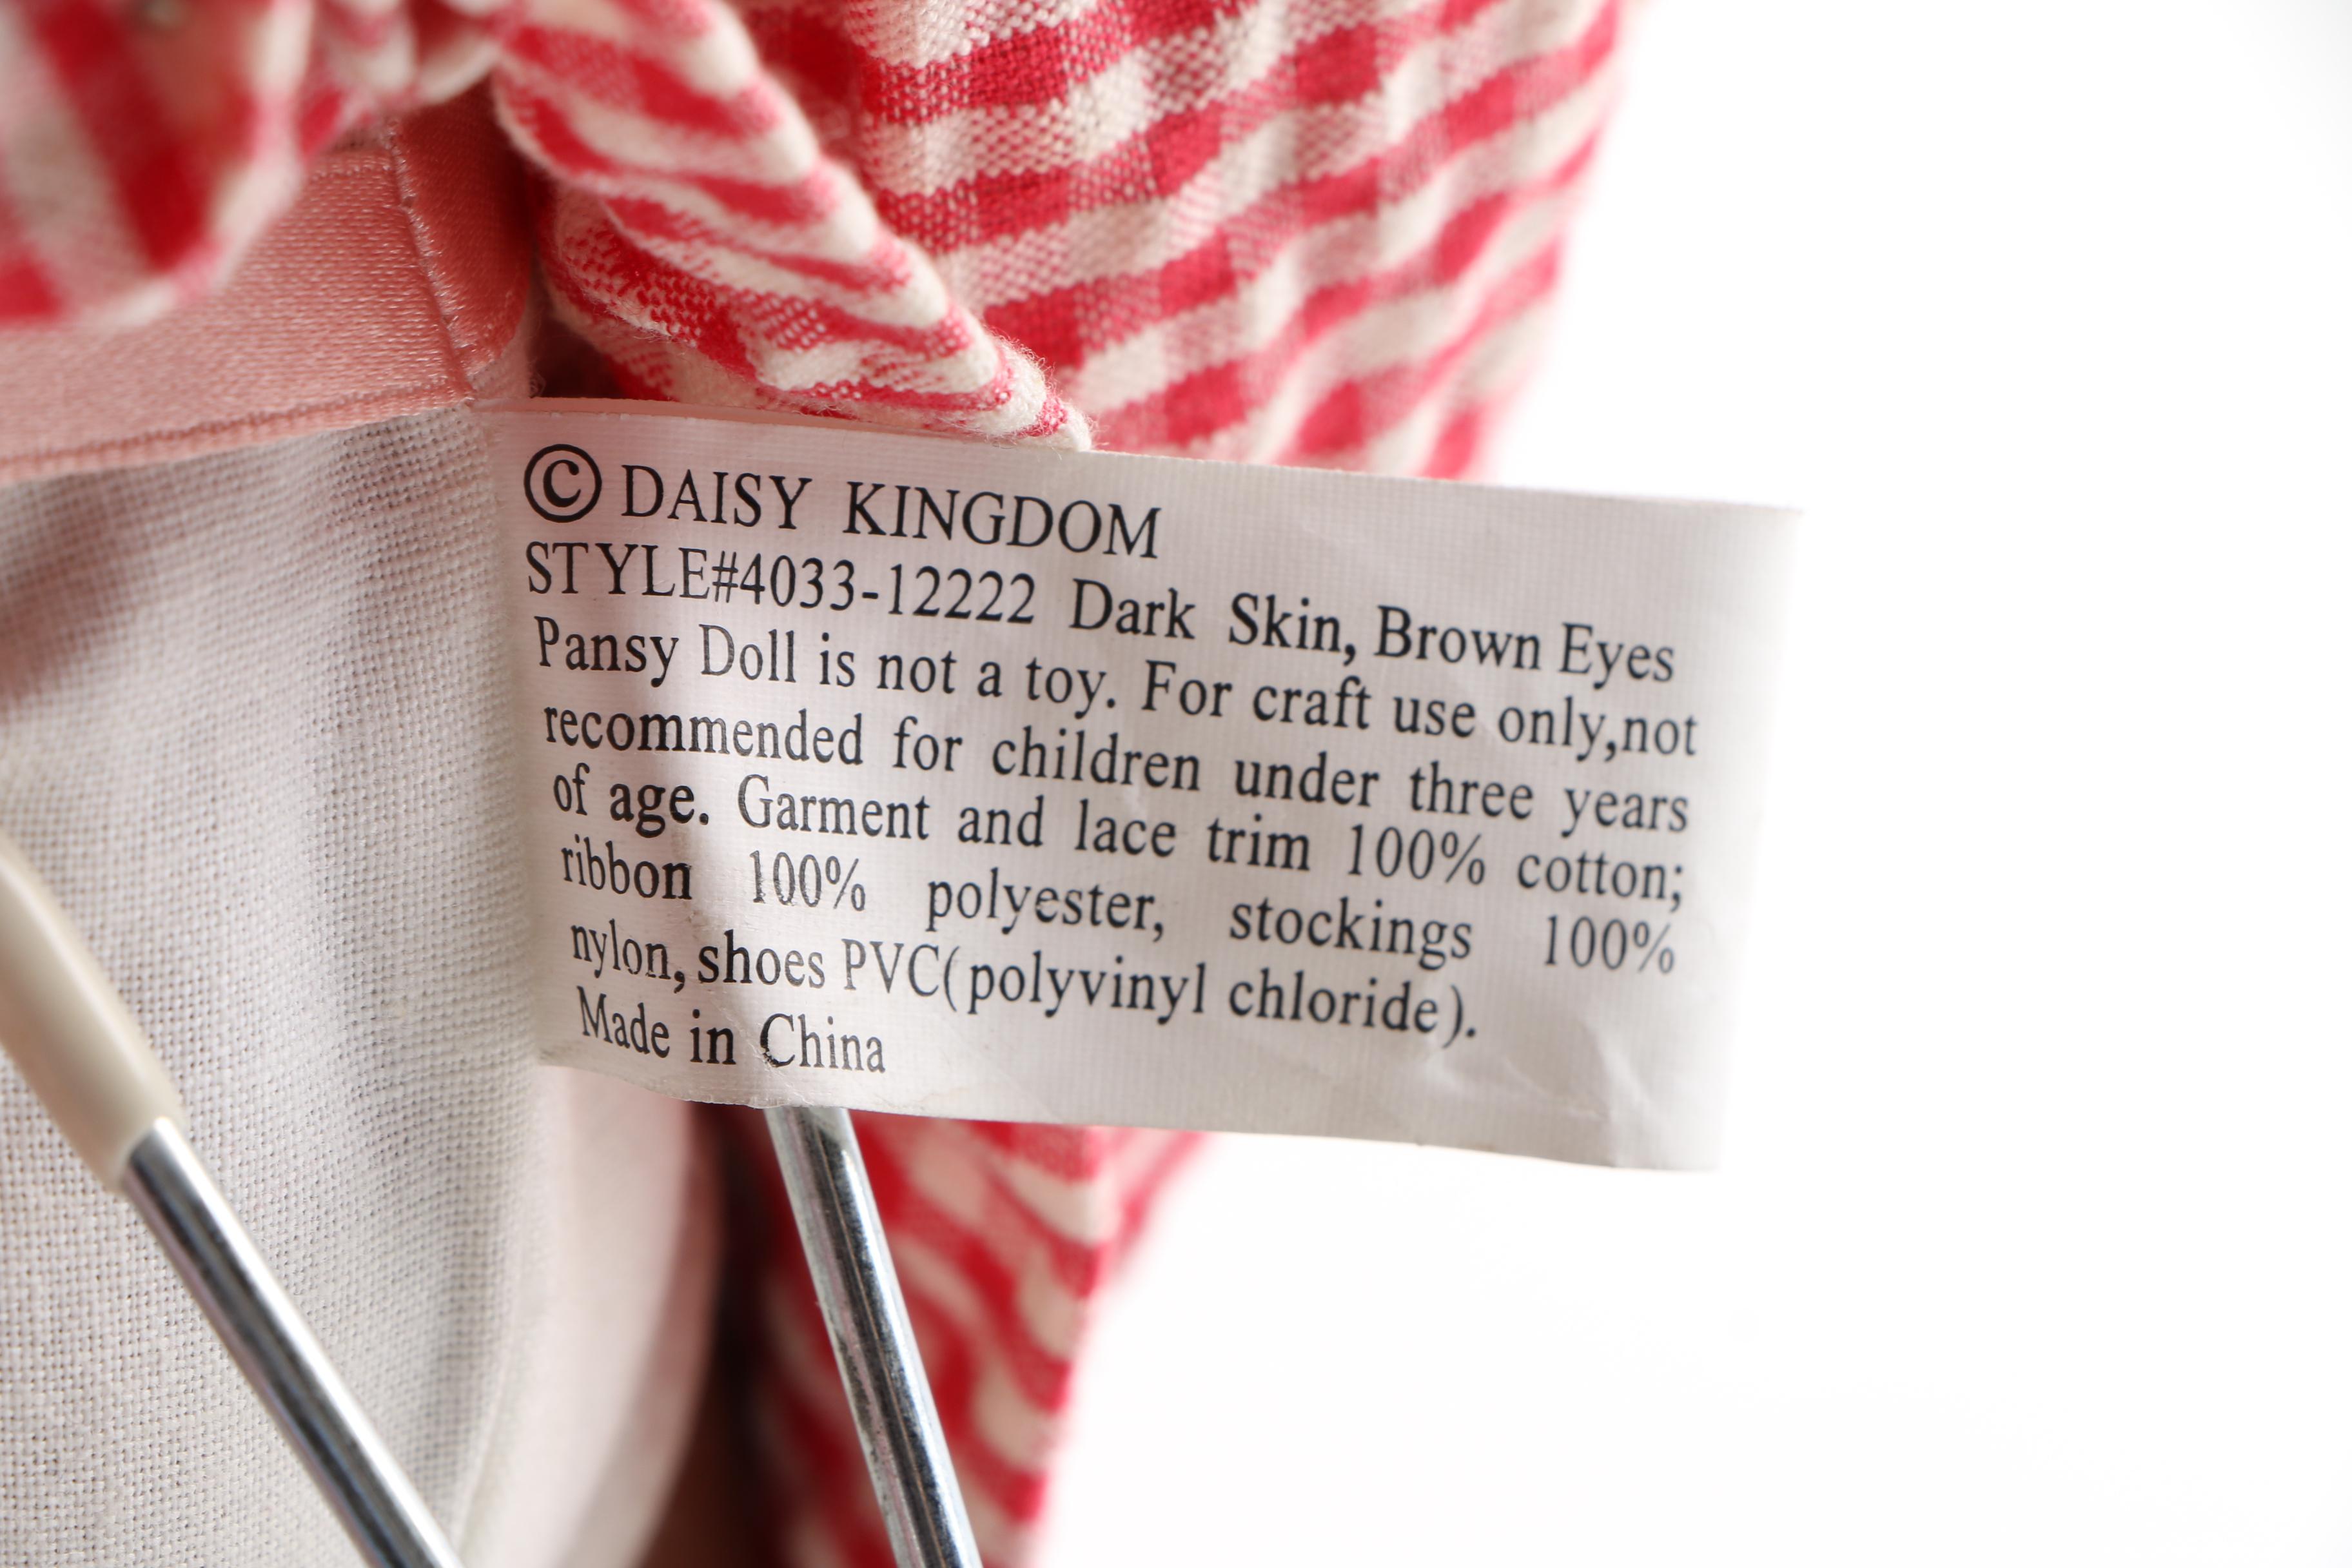 © DAISY KINGDOM
STYLE#4033-12222 Dark Skin, Brown Eyes
Pansy Doll is not a toy. For craft use only,not
recommended for children under three years
of age. Garment and lace trim 100% cotton;
ribbon 100% polyester, stockings 100%
nylon, shoes PVC(polyvinyl chloride).
Made in China